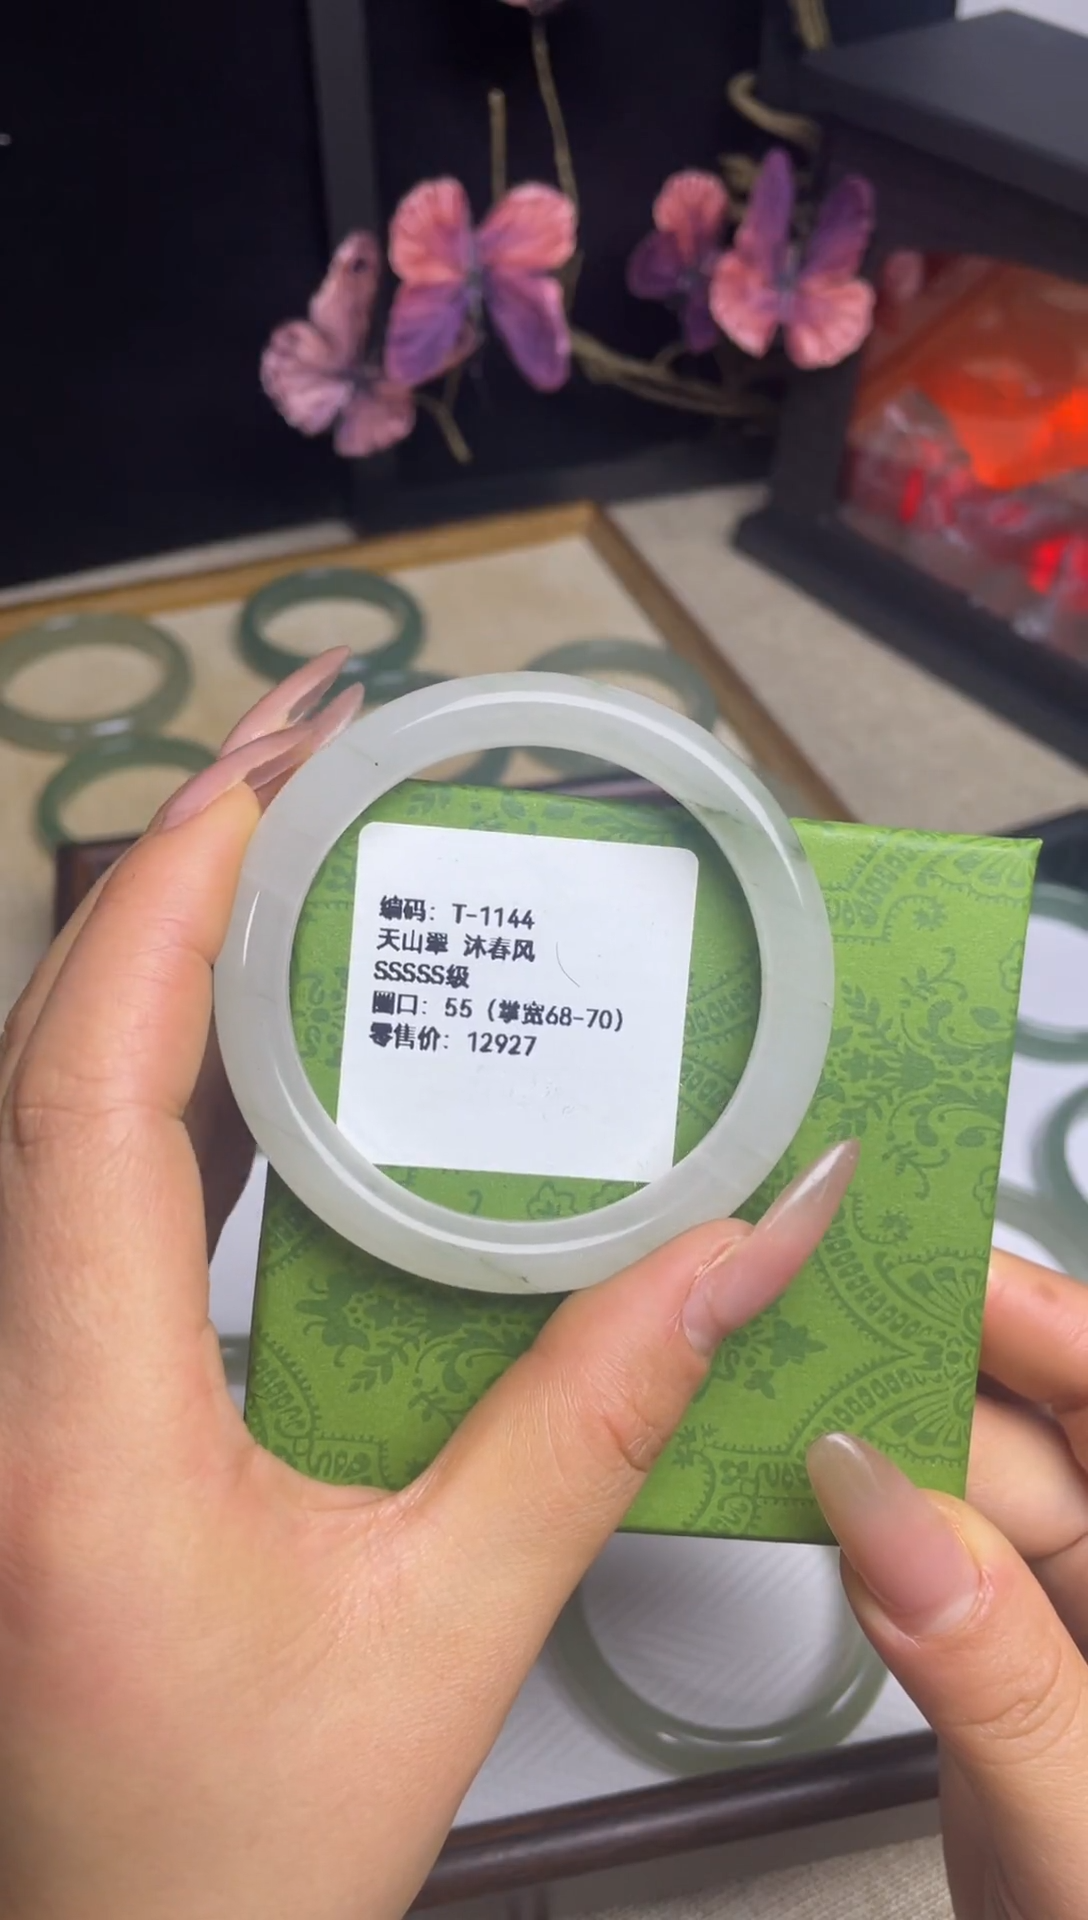 编码：T-1144
天山翠 沐春风
SSSSS级
圈口：55（掌宽68-70）
零售价：12927